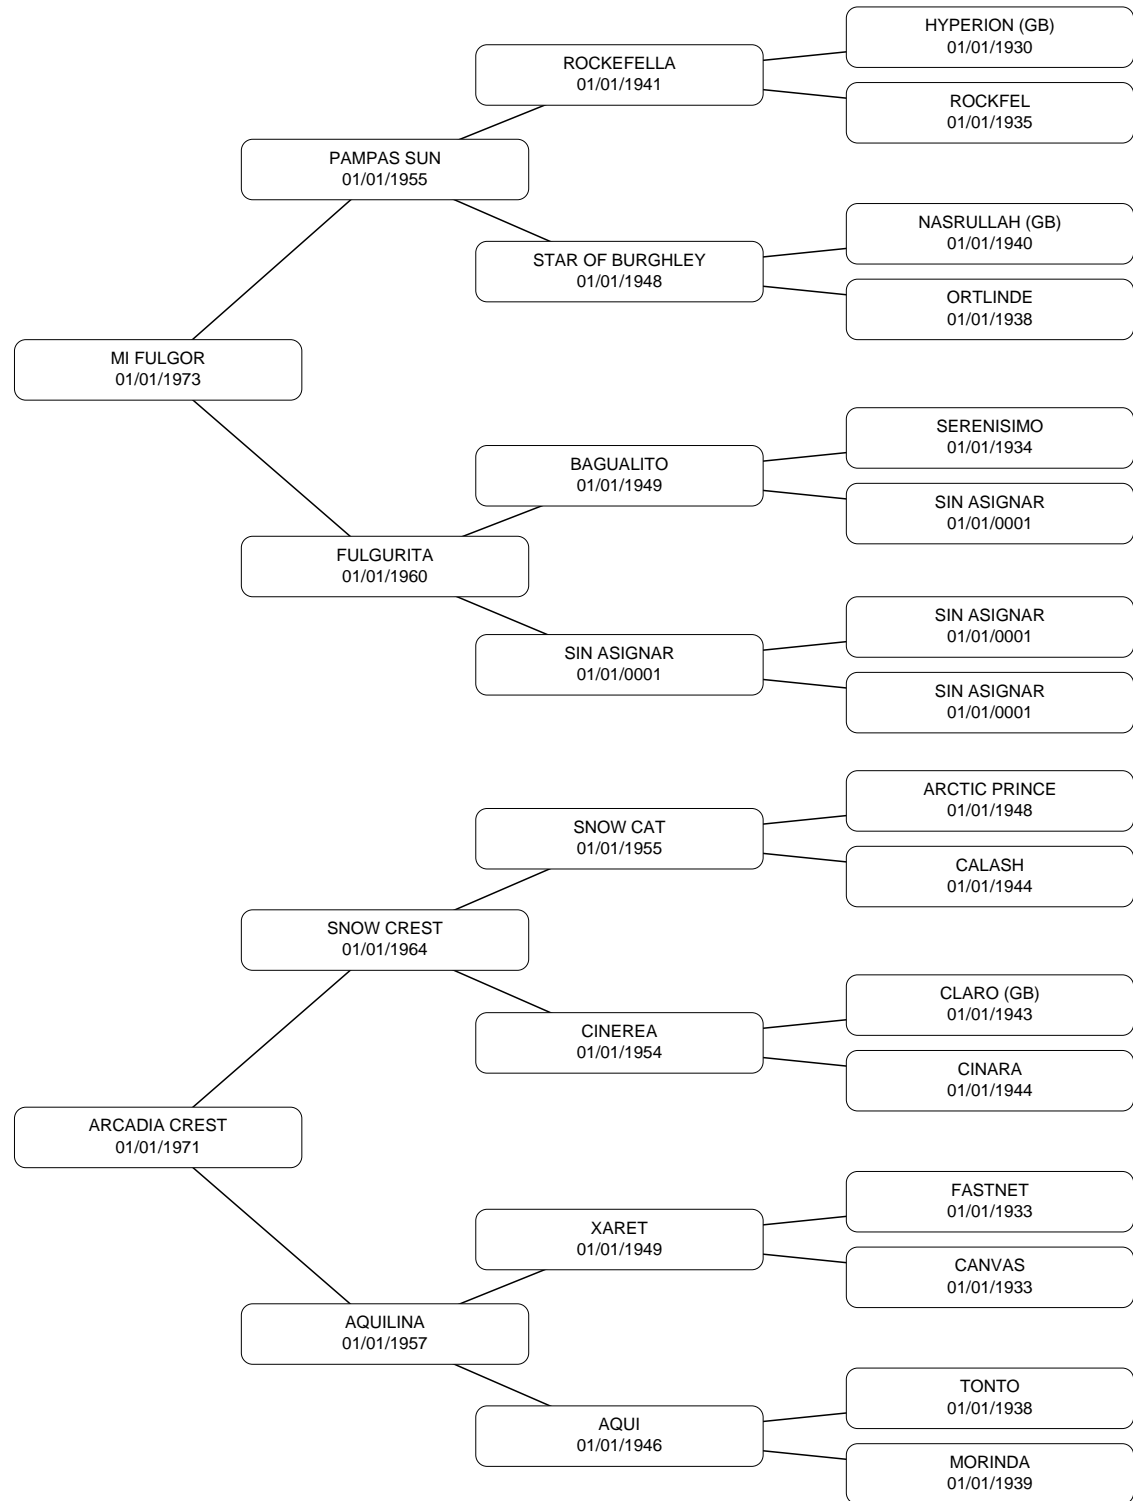 HYPERION (GB)
01/01/1930
ROCKEFELLA
01/01/1941
ROCKFEL
01/01/1935
PAMPAS SUN
01/01/1955
NASRULLAH (GB)
01/01/1940
STAR OF BURGHLEY
01/01/1948
ORTLINDE
01/01/1938
MI FULGOR
01/01/1973
SERENISIMO
01/01/1934
BAGUALITO
01/01/1949
SIN ASIGNAR
01/01/0001
FULGURITA
01/01/1960
SIN ASIGNAR
01/01/0001
SIN ASIGNAR
01/01/0001
SIN ASIGNAR
01/01/0001
ARCTIC PRINCE
01/01/1948
SNOW CAT
01/01/1955
CALASH
01/01/1944
SNOW CREST
01/01/1964
CLARO (GB)
01/01/1943
CINEREA
01/01/1954
CINARA
01/01/1944
ARCADIA CREST
01/01/1971
FASTNET
01/01/1933
XARET
01/01/1949
CANVAS
01/01/1933
AQUILINA
01/01/1957
TONTO
01/01/1938
AQUI
01/01/1946
MORINDA
01/01/1939